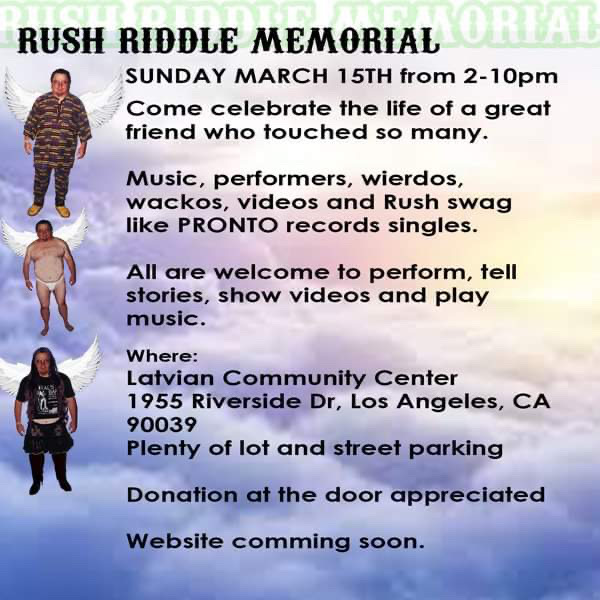 RUSH RIDDLE MEMORIAL
RUSH RIDDLE MEMORIAL
SUNDAY MARCH 15TH from 2-10pm
Come celebrate the life of a great
friend who touched so many.
Music, performers, wierdos,
wackos, videos and Rush swag
like PRONTO records singles.
All are welcome to perform, tell
stories, show videos and play
music.
Where:
Latvian Community Center
1955 Riverside Dr, Los Angeles, CA
90039
Plenty of lot and street parking
Donation at the door appreciated
Website comming soon.